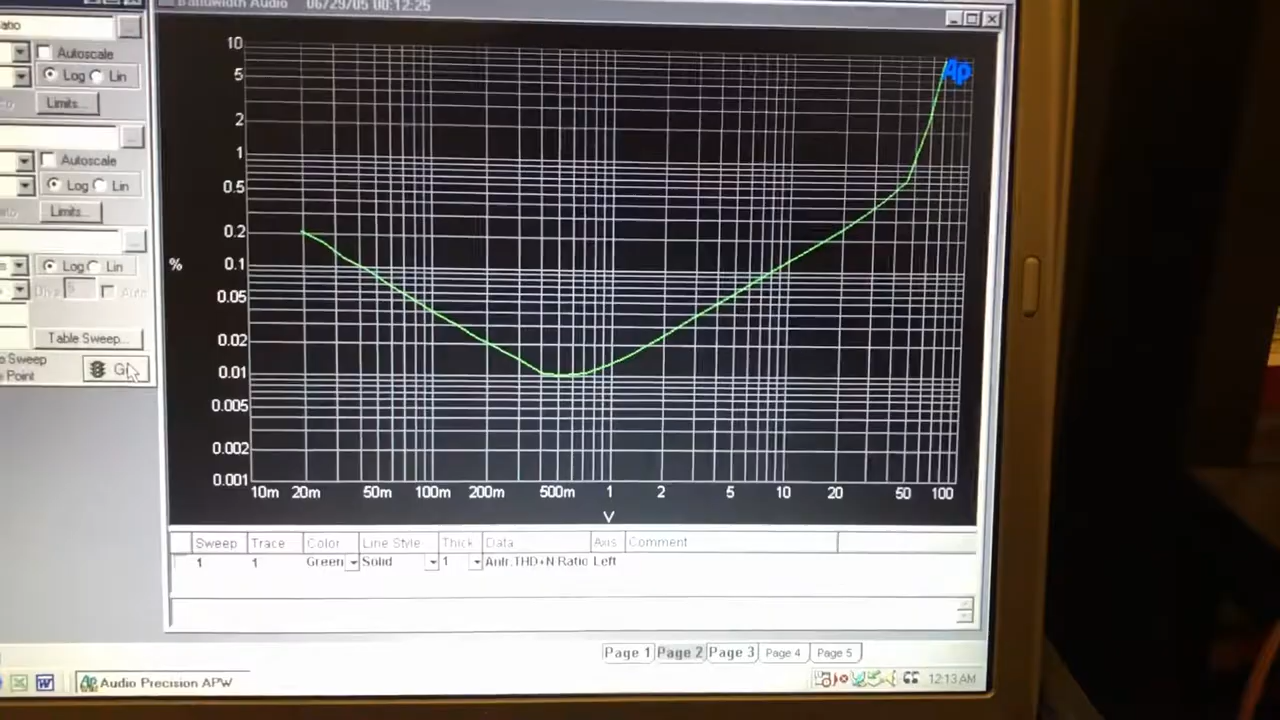 Bandwidth Audio 06/29/05 00:12:25
Autoscale
Log Lin
Limits...
Autoscale
Log Lin
Limits...
Log Lin
Table Sweep...
Sweep
Point
Go
Ap
10
5
2
1
0.5
0.2
0.1
0.05
0.02
0.01
0.005
0.002
0.001
%
10m 20m 50m 100m 200m 500m 1 2 5 10 20 50 100
V
Sweep Trace Color Line Style Thick Data Axis Comment
1 1 Green Solid 1 Anlr.THD+N Ratio Left
Page 1 Page 2 Page 3 Page 4 Page 5
W Ap Audio Precision APW 12:13 AM